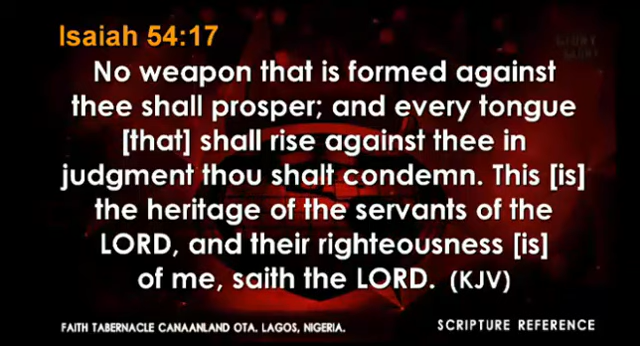 Isaiah 54:17
No weapon that is formed against
thee shall prosper; and every tongue
[that] shall rise against thee in
judgment thou shalt condemn. This [is]
the heritage of the servants of the
LORD, and their righteousness [is]
of me, saith the LORD. (KJV)
FAITH TABERNACLE CANAANLAND OTA. LAGOS, NIGERIA.
SCRIPTURE REFERENCE